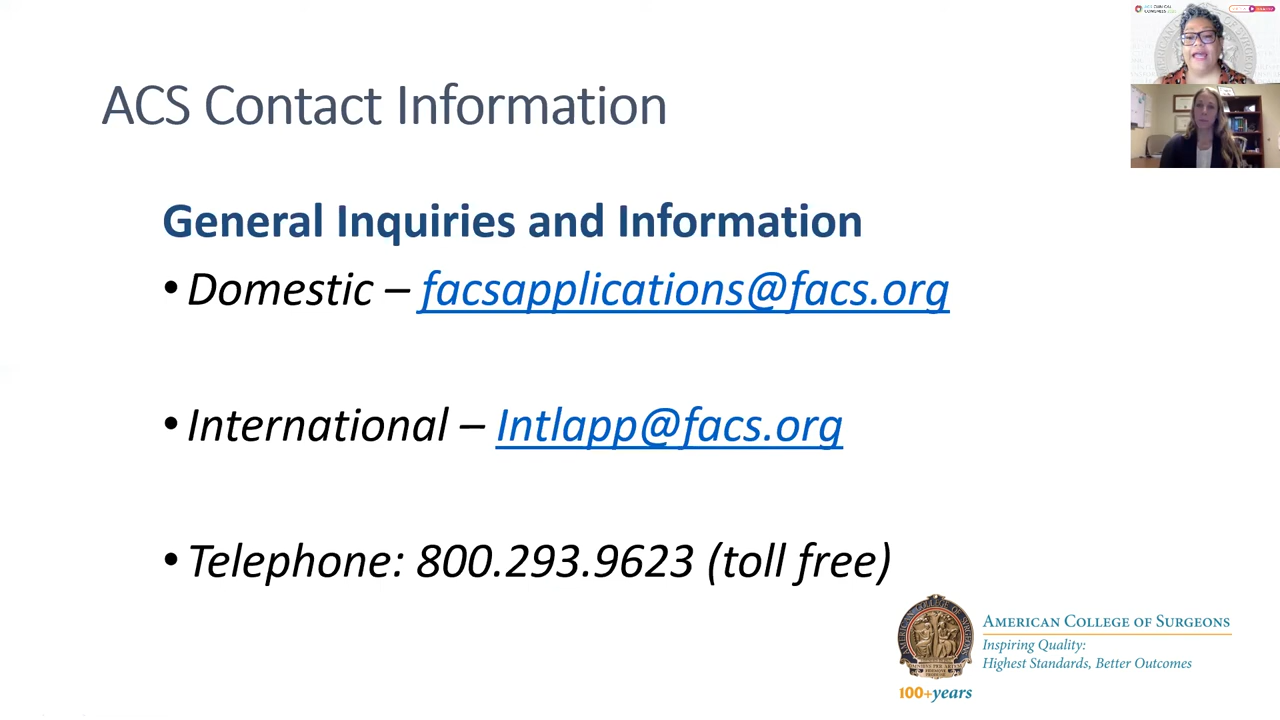 ACS Contact Information
General Inquiries and Information
• Domestic – facsapplications@facs.org
• International – Intlapp@facs.org
• Telephone: 800.293.9623 (toll free)
AMERICAN COLLEGE OF SURGEONS
Inspiring Quality:
Highest Standards, Better Outcomes
100+years